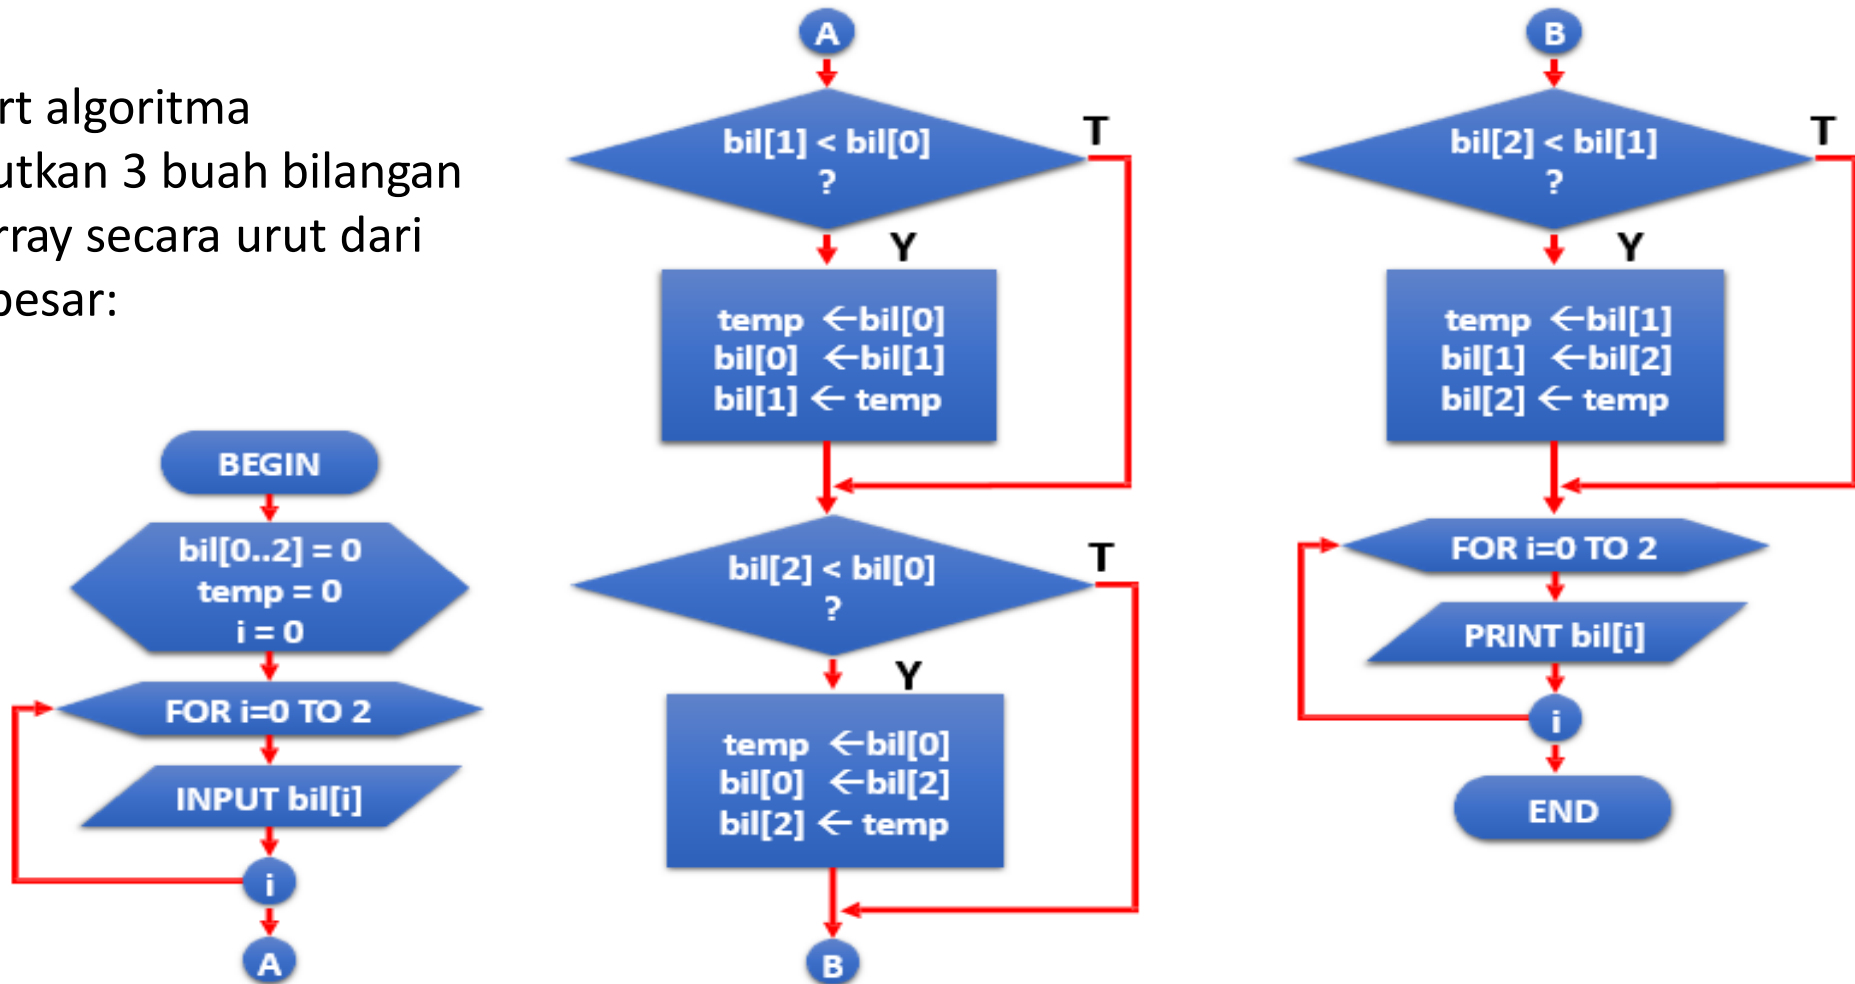 rt algoritma
utkan 3 buah bilangan
rray secara urut dari
besar:
BEGIN
bil[0..2] = 0
temp = 0
i = 0
FOR i=0 TO 2
INPUT bil[i]
i
A
A
bil[1] < bil[0]
?
T
Y
temp ←bil[0]
bil[0] ←bil[1]
bil[1] ← temp
bil[2] < bil[0]
?
T
Y
temp ←bil[0]
bil[0] ←bil[2]
bil[2] ← temp
B
B
bil[2] < bil[1]
?
T
Y
temp ←bil[1]
bil[1] ←bil[2]
bil[2] ← temp
FOR i=0 TO 2
PRINT bil[i]
i
END